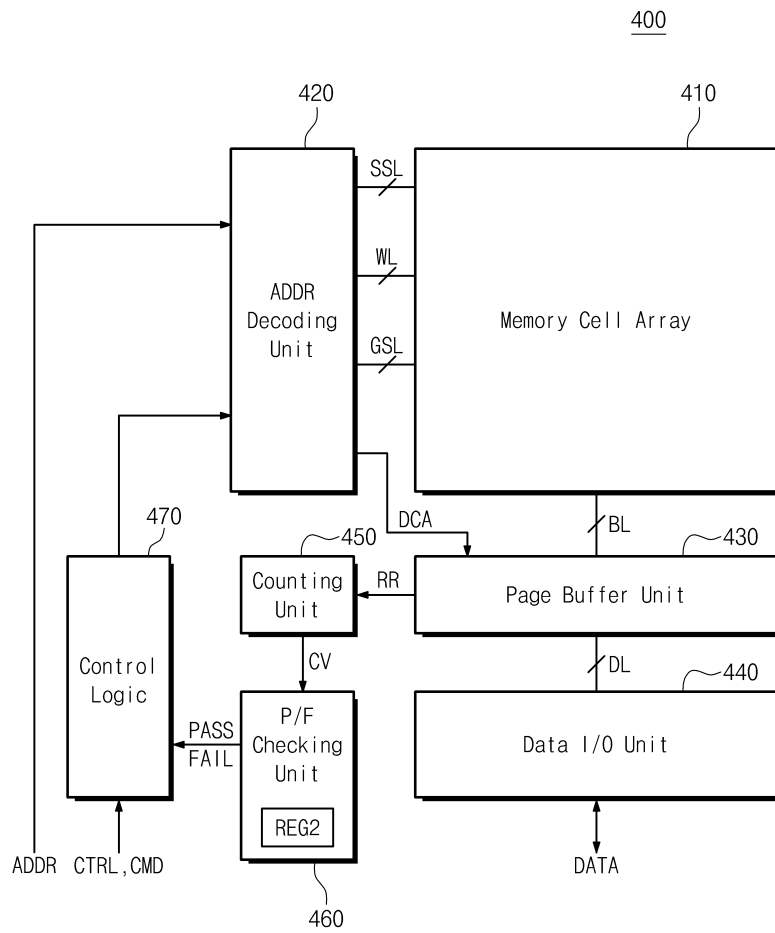 400
420
410
SSL
WL
GSL
ADDR
Decoding
Unit
Memory Cell Array
470
450
DCA
BL
430
Counting
Unit
RR
Page Buffer Unit
Control
Logic
CV
DL
440
PASS
FAIL
P/F
Checking
Unit
REG2
Data I/O Unit
ADDR
CTRL,CMD
DATA
460